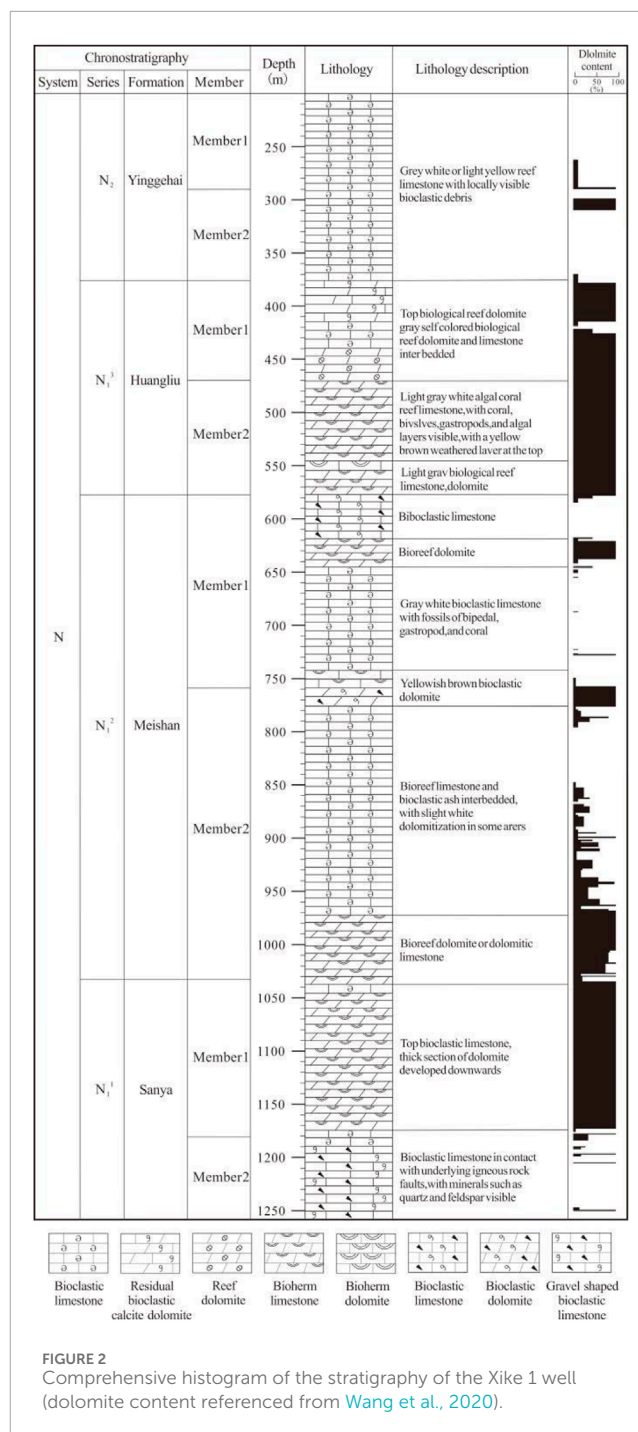 Chronostratigraphy
Depth
(m)
Lithology
Lithology description
Dlolmite
content
0 50 100
(%)
System Series Formation Member
N
N₂
Yinggehai
Member1
Member2
250
300
350
Grey white or light yellow reef
limestone with locally visible
bioclastic debris
N₁³
Huangliu
Member1
Member2
400
450
500
550
Top biological reef dolomite
gray self colored biological
reef dolomite and limestone
inter bedded
Light gray white algal coral
reef limestone,with coral,
bivslves,gastropods,and algal
layers visible,with a yellow
brown weathered laver at the top
Light grav biological reef
limestone,dolomite
N₁²
Meishan
Member1
Member2
600
650
700
750
800
850
900
950
1000
Biboclastic limestone
Bioreef dolomite
Gray white bioclastic limestone
with fossils of bipedal,
gastropod,and coral
Yellowish brown bioclastic
dolomite
Bioreef limestone and
bioclastic ash interbedded,
with slight white
dolomitization in some arers
Bioreef dolomite or dolomitic
limestone
N₁¹
Sanya
Member1
Member2
1050
1100
1150
1200
1250
Top bioclastic limestone,
thick section of dolomite
developed downwards
Bioclastic limestone in contact
with underlying igneous rock
faults,with minerals such as
quartz and feldspar visible
Bioclastic
limestone
Residual
bioclastic
calcite dolomite
Reef
dolomite
Bioherm
limestone
Bioherm
dolomite
Bioclastic
limestone
Bioclastic
dolomite
Gravel shaped
bioclastic
limestone
FIGURE 2
Comprehensive histogram of the stratigraphy of the Xike 1 well
(dolomite content referenced from Wang et al., 2020).